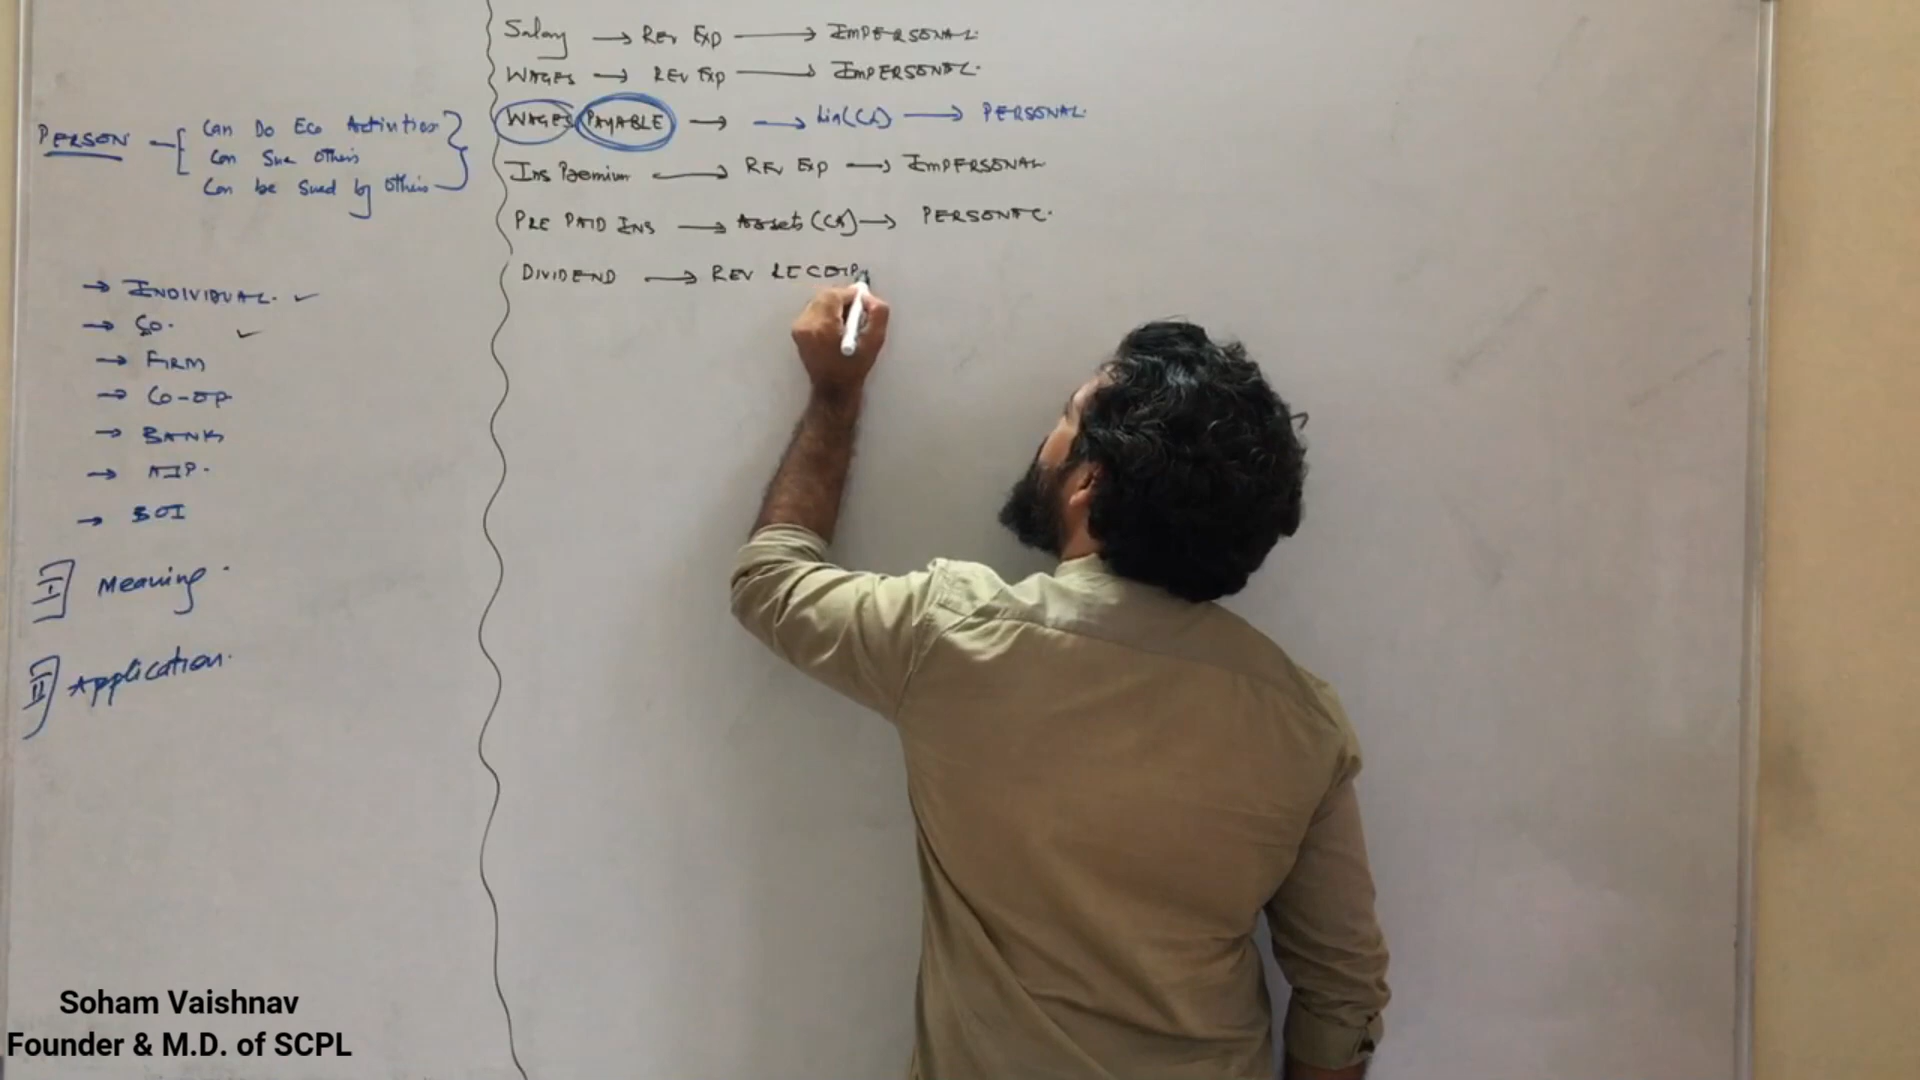 PERSON
Can Do Eco Activities
Can Sue others
Can be Sued by others
→ INDIVIDUAL. ✓
→ Co. ✓
→ FIRM
→ CO-OP
→ BANK
→ AJP.
→ BOI
I Meaning.
II Application.
Salary → Rev Exp → IMPERSONAL.
WAGES → REV EXP → IMPERSONAL.
WAGES PAYABLE → → Lia(CL) → PERSONAL.
Ins Premium → REV EXP → IMPERSONAL
PRE PAID INS → Assets (CA) → PERSONAL.
DIVIDEND → REV RECEIP
Soham Vaishnav
Founder & M.D. of SCPL